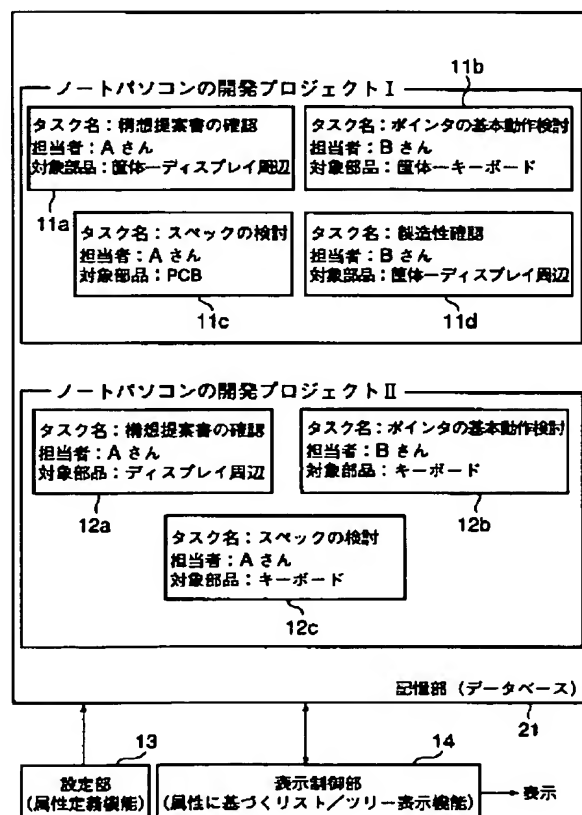 11b
ノートパソコンの開発プロジェクトⅠ
タスク名：構想提案書の確認
担当者：Aさん
対象部品：筐体－ディスプレイ周辺
11a
タスク名：ポインタの基本動作検討
担当者：Bさん
対象部品：筐体－キーボード
タスク名：スペックの検討
担当者：Aさん
対象部品：PCB
11c
タスク名：製造性確認
担当者：Bさん
対象部品：筐体－ディスプレイ周辺
11d
ノートパソコンの開発プロジェクトⅡ
タスク名：構想提案書の確認
担当者：Aさん
対象部品：ディスプレイ周辺
12a
タスク名：ポインタの基本動作検討
担当者：Bさん
対象部品：キーボード
12b
タスク名：スペックの検討
担当者：Aさん
対象部品：キーボード
12c
記憶部（データベース）
21
13
設定部
（属性定義機能）
14
表示制御部
（属性に基づくリスト／ツリー表示機能）
表示